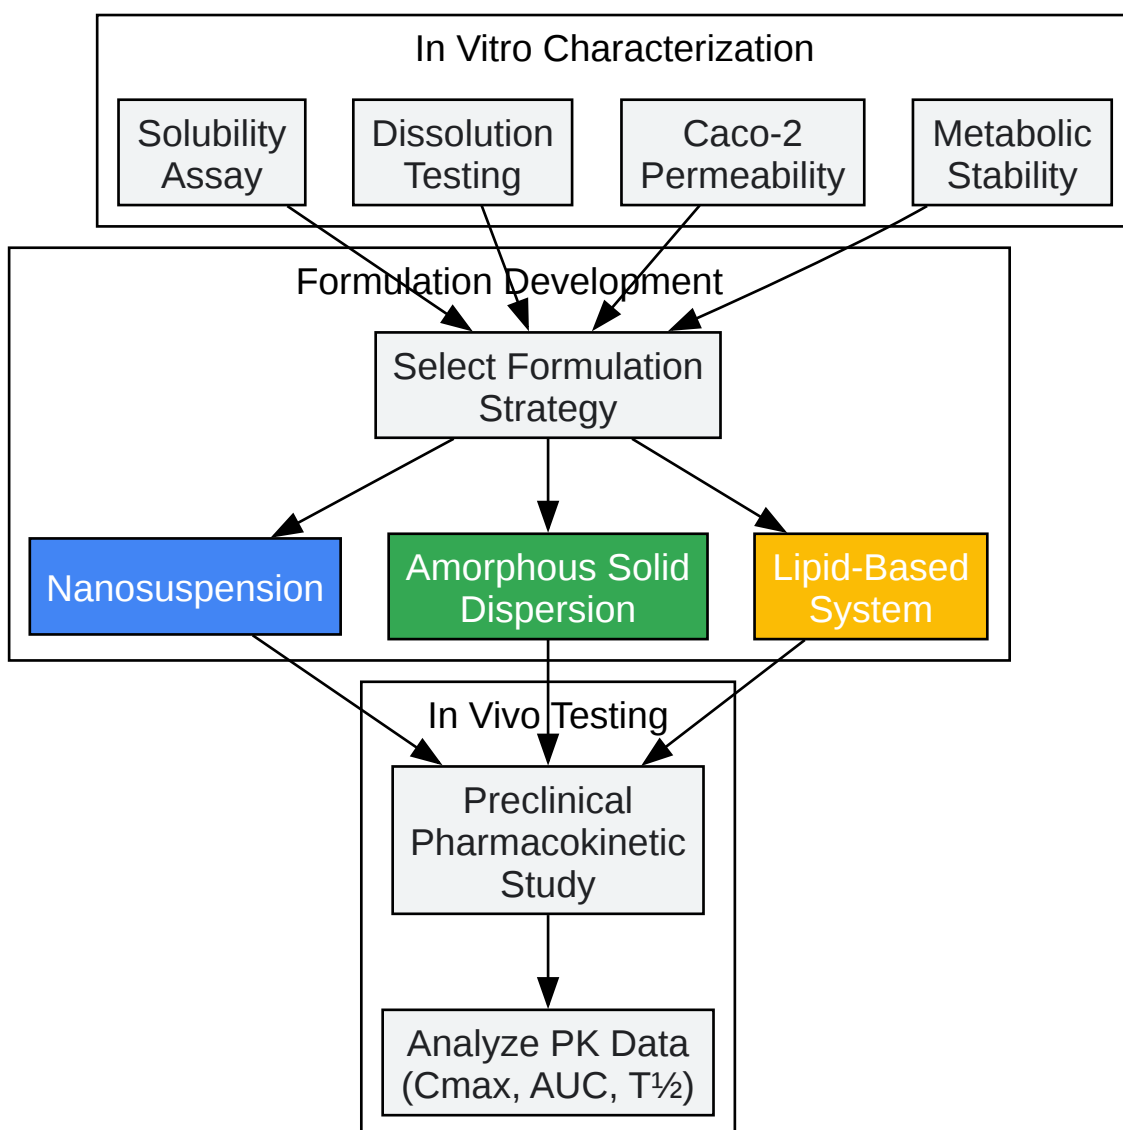 In Vitro Characterization
Solubility
Assay
Dissolution
Testing
Caco-2
Permeability
Metabolic
Stability
Formulation Development
Select Formulation
Strategy
Nanosuspension
Amorphous Solid
Dispersion
Lipid-Based
System
In Vivo Testing
Preclinical
Pharmacokinetic
Study
Analyze PK Data
(Cmax, AUC, T½)